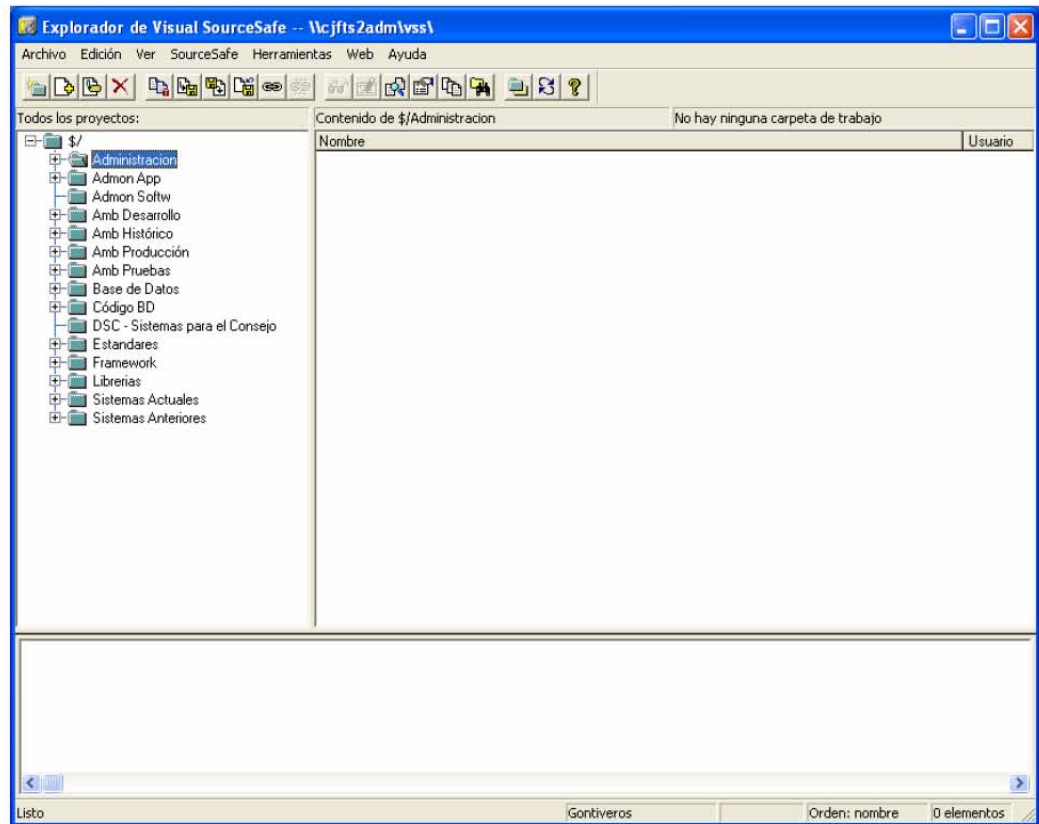 Explorador de Visual SourceSafe -- \\cjfts2adm\vss\
Archivo Edición Ver SourceSafe Herramientas Web Ayuda
Todos los proyectos:
Contenido de $/Administracion
No hay ninguna carpeta de trabajo
Nombre
Usuario
$/
Administracion
Admon App
Admon Softw
Amb Desarrollo
Amb Histórico
Amb Producción
Amb Pruebas
Base de Datos
Código BD
DSC - Sistemas para el Consejo
Estandares
Framework
Librerias
Sistemas Actuales
Sistemas Anteriores
Listo
Gontiveros
Orden: nombre
0 elementos